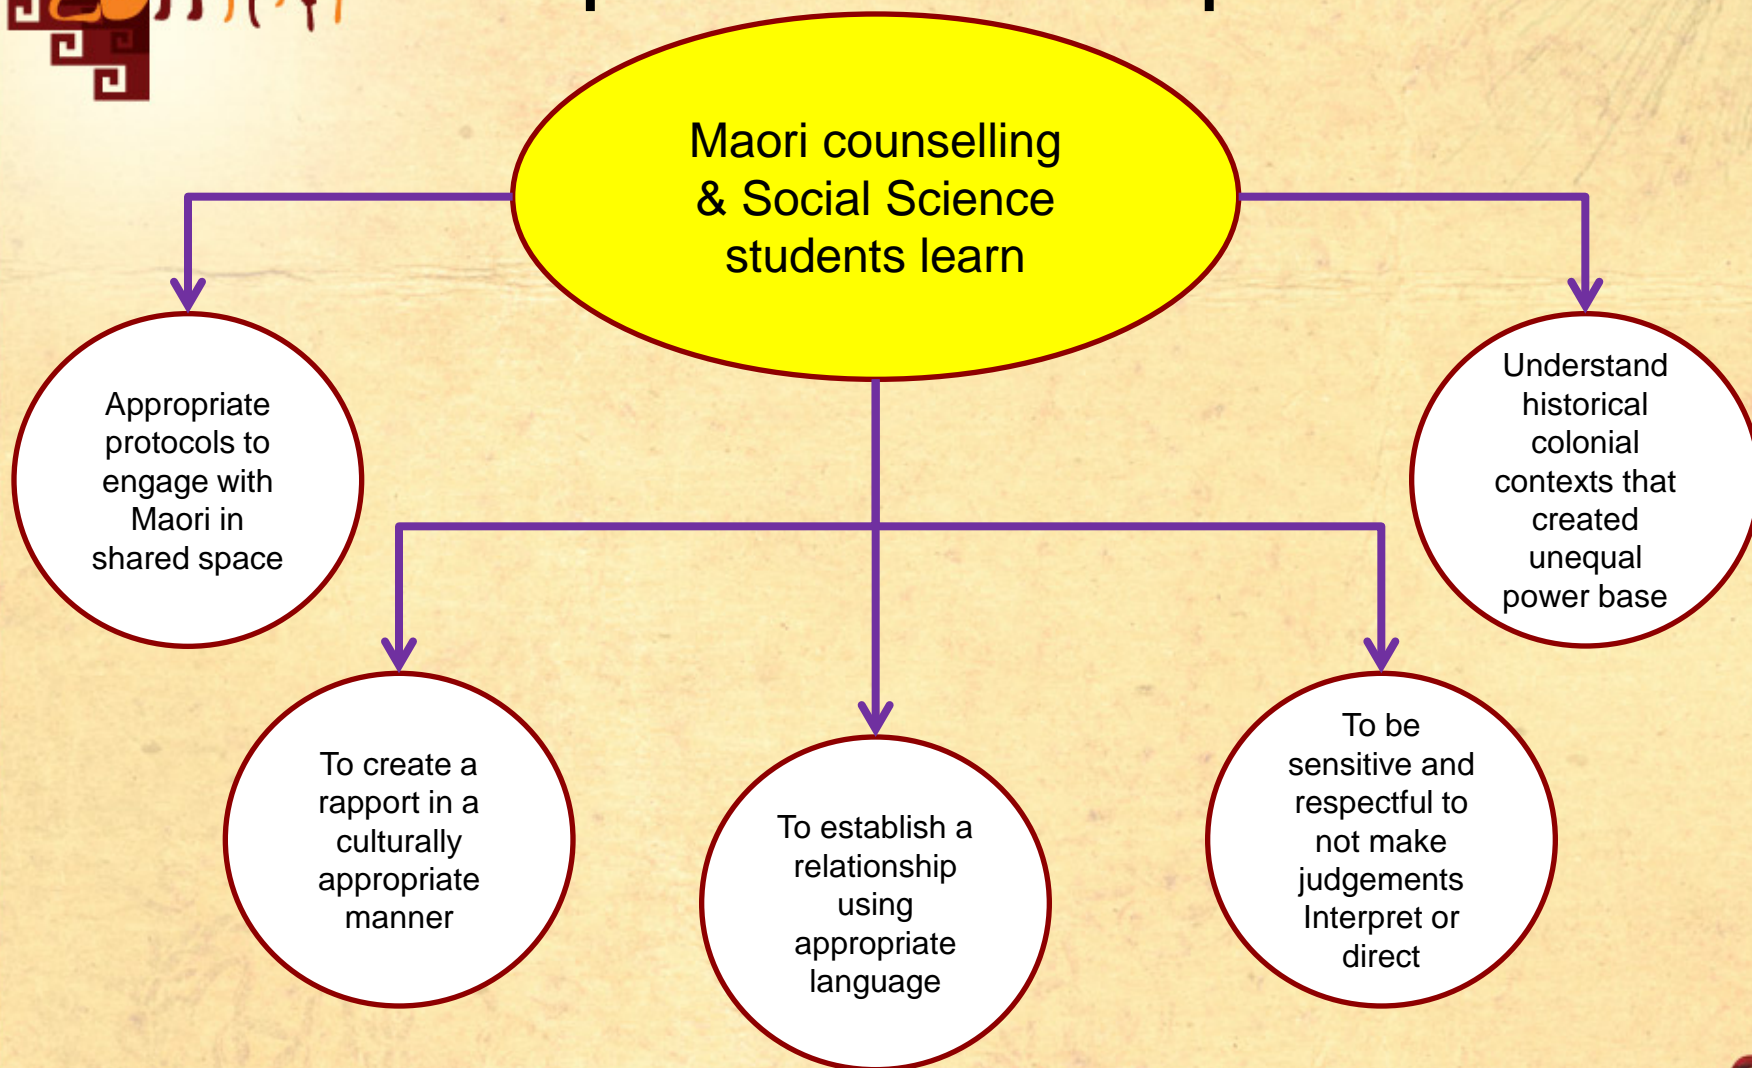 Maori counselling
& Social Science
students learn
Appropriate
protocols to
engage with
Maori in
shared space
Understand
historical
colonial
contexts that
created
unequal
power base
To create a
rapport in a
culturally
appropriate
manner
To establish a
relationship
using
appropriate
language
To be
sensitive and
respectful to
not make
judgements
Interpret or
direct